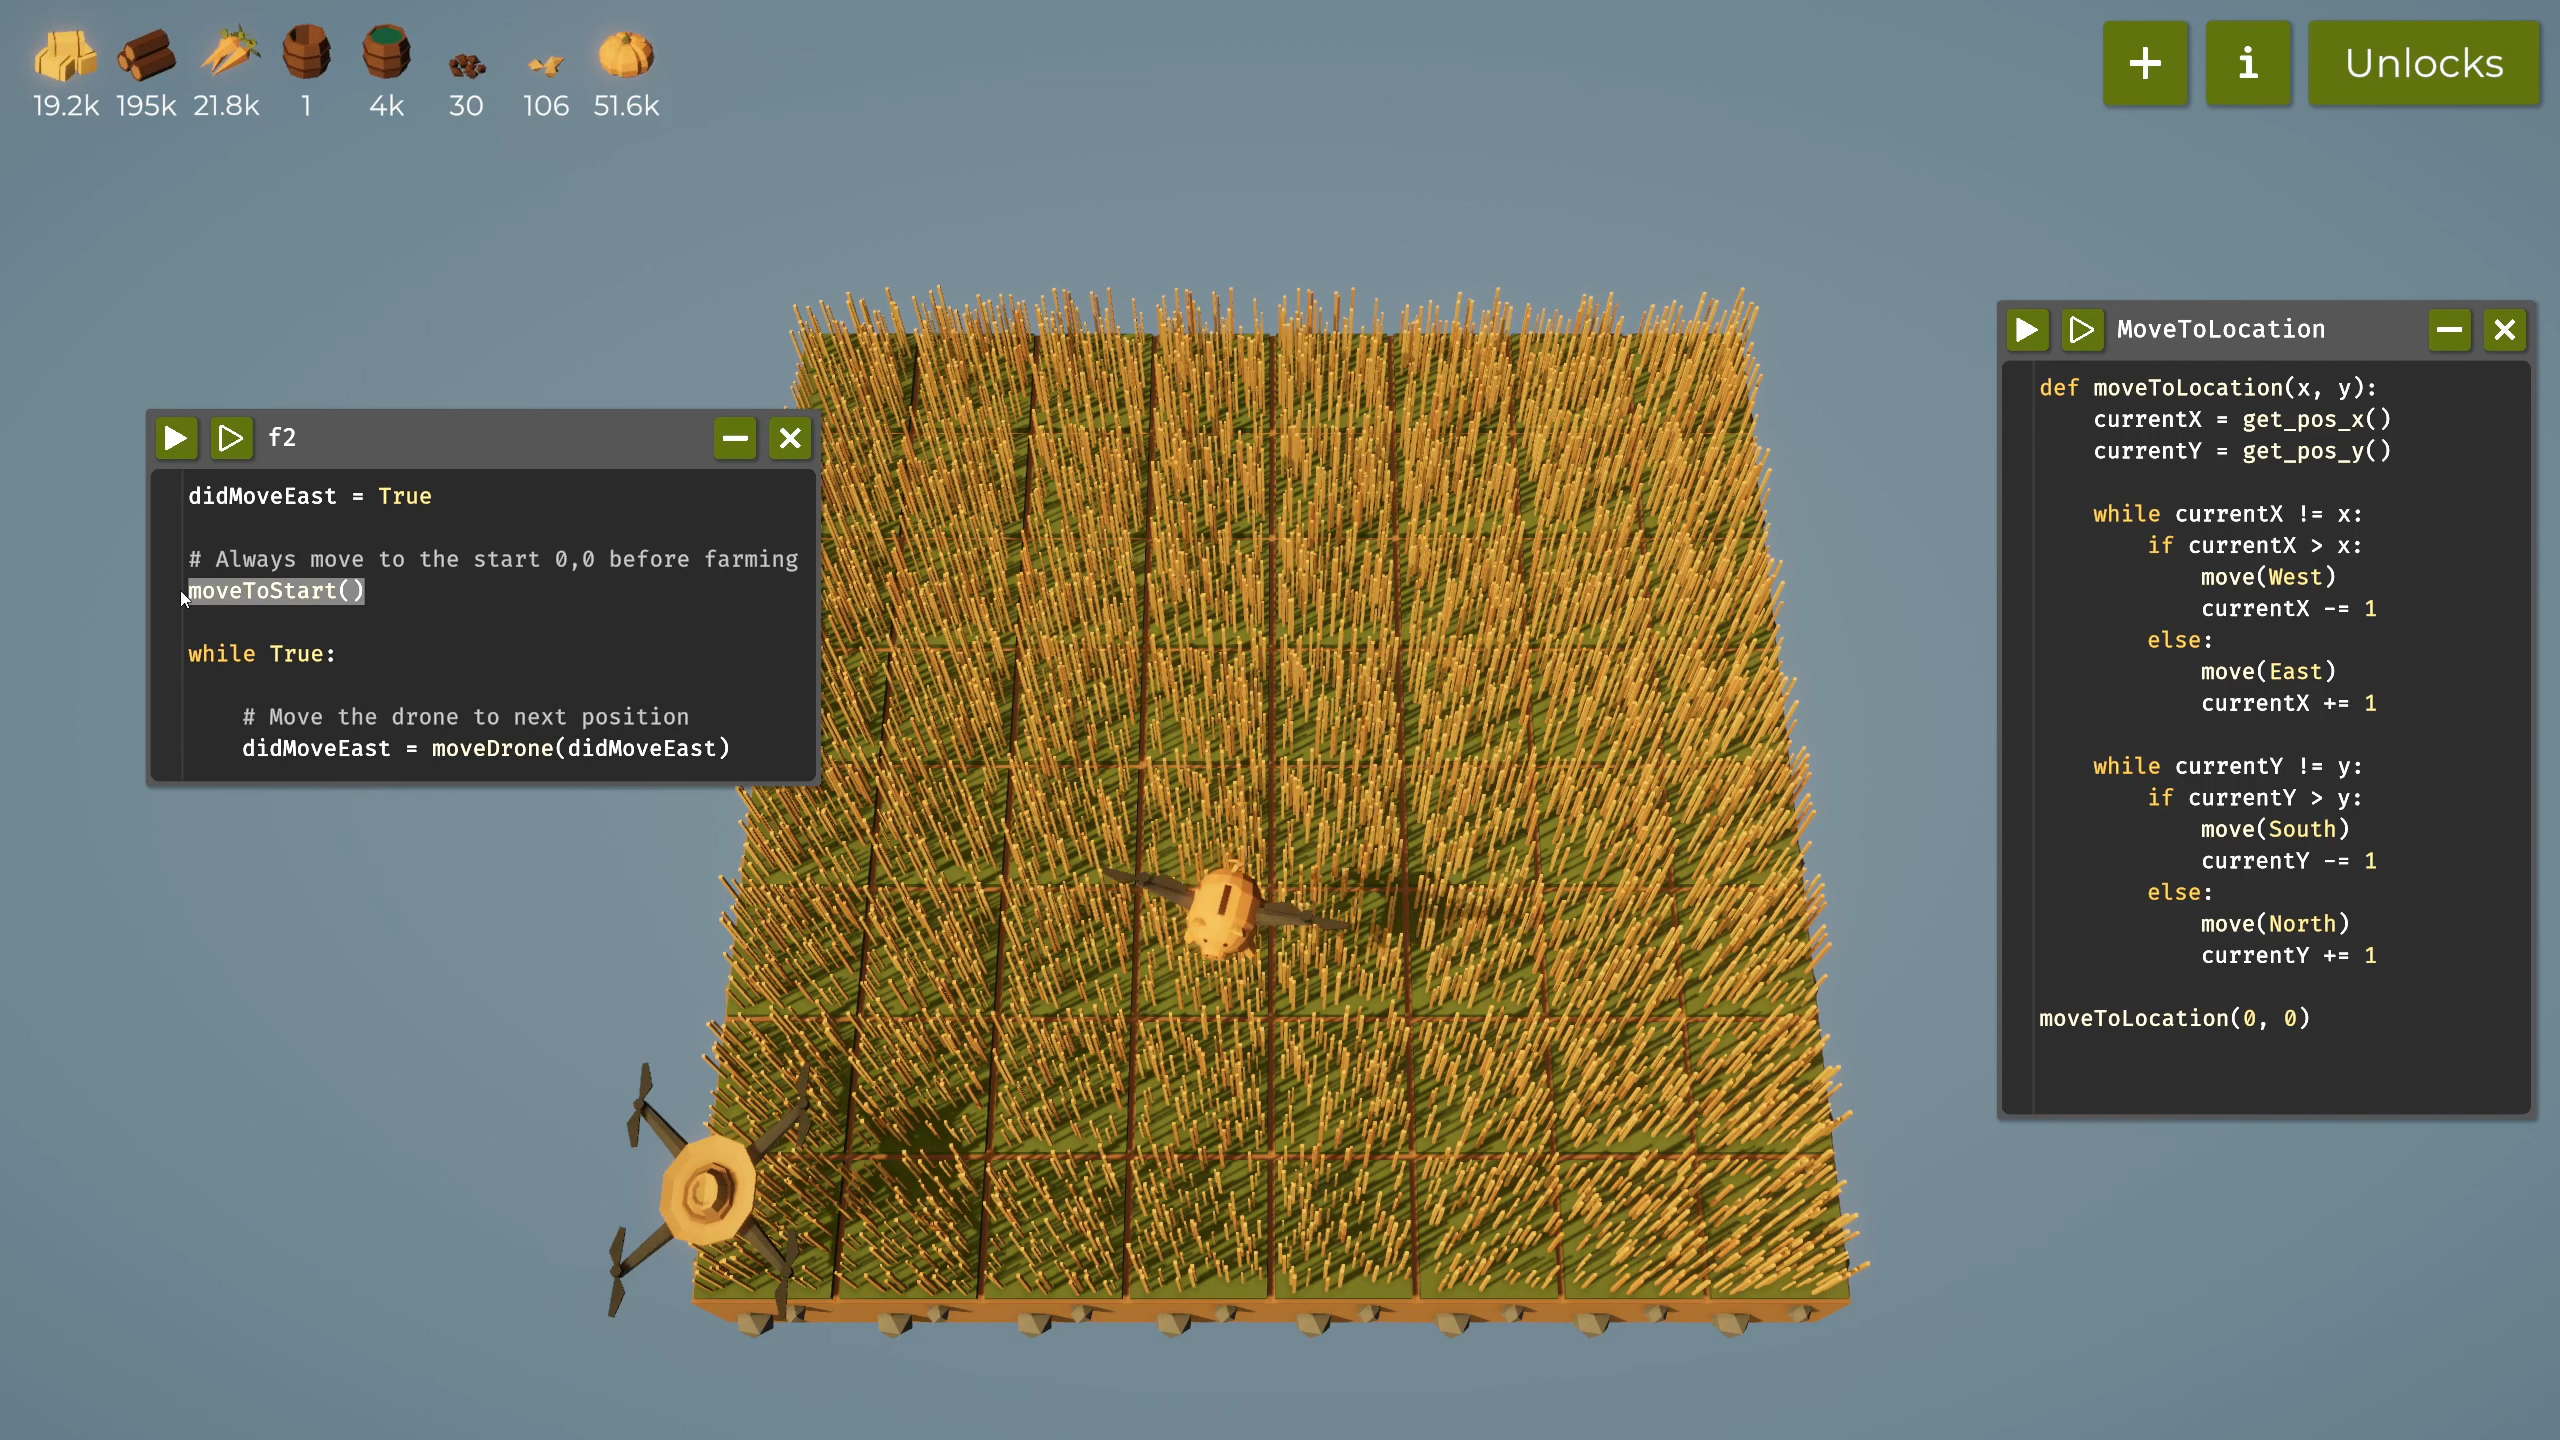 19.2k 195k 21.8k 1 4k 30 106 51.6k
+ i Unlocks
f2
didMoveEast = True
# Always move to the start 0,0 before farming
moveToStart()
while True:
# Move the drone to next position
didMoveEast = moveDrone(didMoveEast)
MoveToLocation
def moveToLocation(x, y):
currentX = get_pos_x()
currentY = get_pos_y()
while currentX != x:
if currentX > x:
move(West)
currentX -= 1
else:
move(East)
currentX += 1
while currentY != y:
if currentY > y:
move(South)
currentY -= 1
else:
move(North)
currentY += 1
moveToLocation(0, 0)